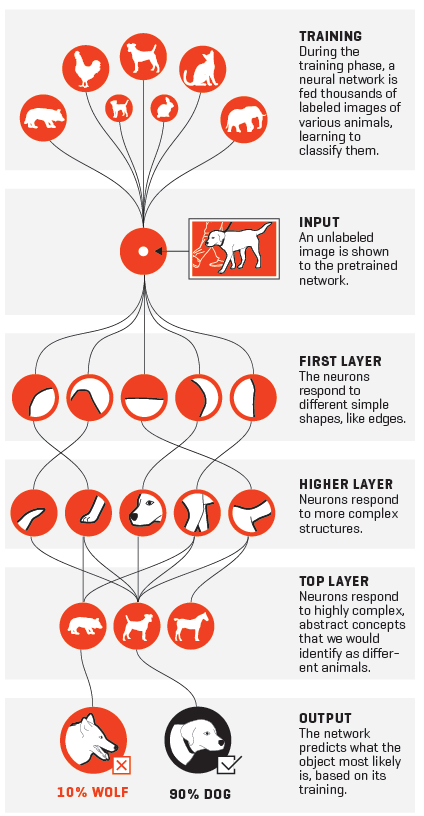 TRAINING
During the
training phase, a
neural network is
fed thousands of
labeled images of
various animals,
learning to
classify them.
INPUT
An unlabeled
image is shown
to the pretrained
network.
FIRST LAYER
The neurons
respond to
different simple
shapes, like edges.
HIGHER LAYER
Neurons respond
to more complex
structures.
TOP LAYER
Neurons respond
to highly complex,
abstract concepts
that we would
identify as differ-
ent animals.
OUTPUT
The network
predicts what the
object most likely
is, based on its
training.
10% WOLF
90% DOG